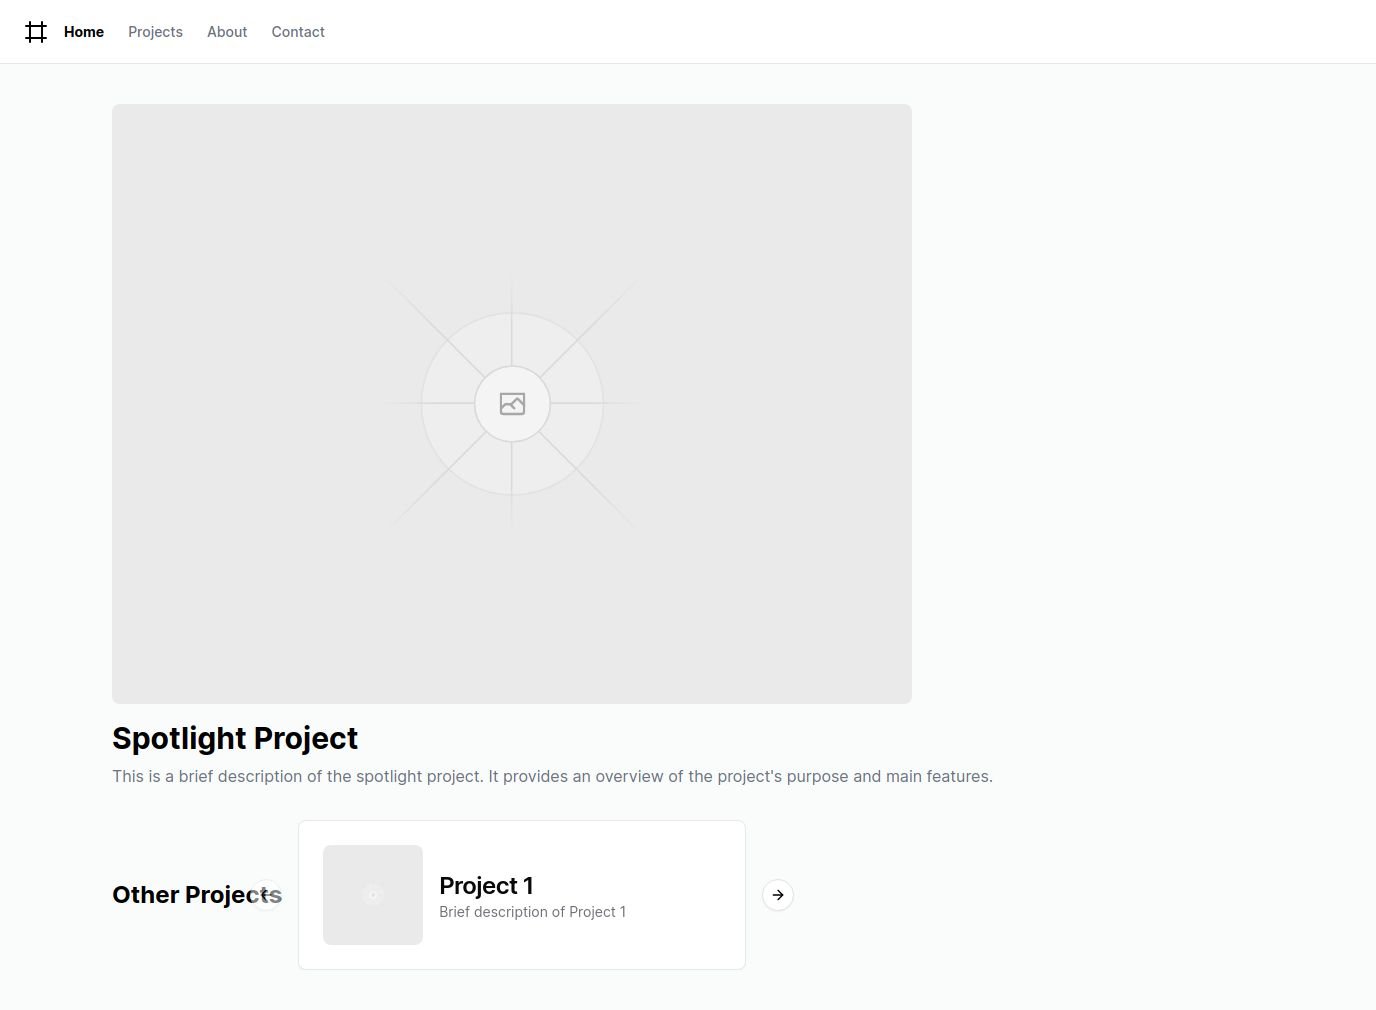 Home Projects About Contact
Spotlight Project
This is a brief description of the spotlight project. It provides an overview of the project's purpose and main features.
Other Projects
Project 1
Brief description of Project 1